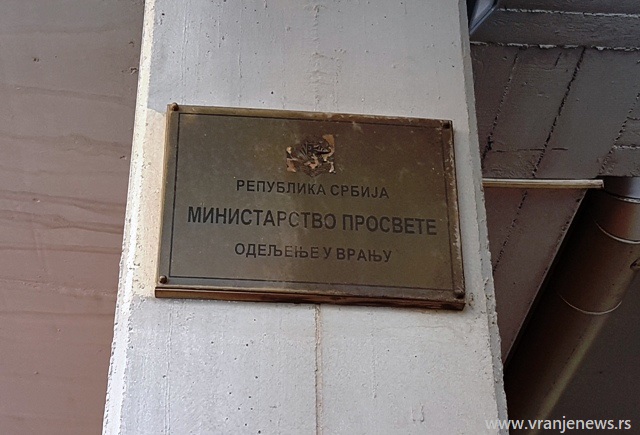 РЕПУБЛИКА СРБИЈА
МИНИСТАРСТВО ПРОСВЕТЕ
ОДЕЉЕЊЕ У ВРАЊУ
www.vranjenews.rs